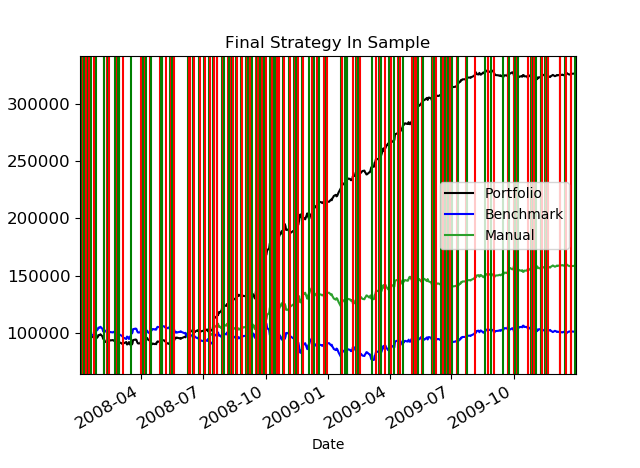 Final Strategy In Sample
300000
250000
200000
150000
100000
Portfolio
Benchmark
Manual
2008-04
2008-07
2008-10
2009-01
2009-04
2009-07
2009-10
Date